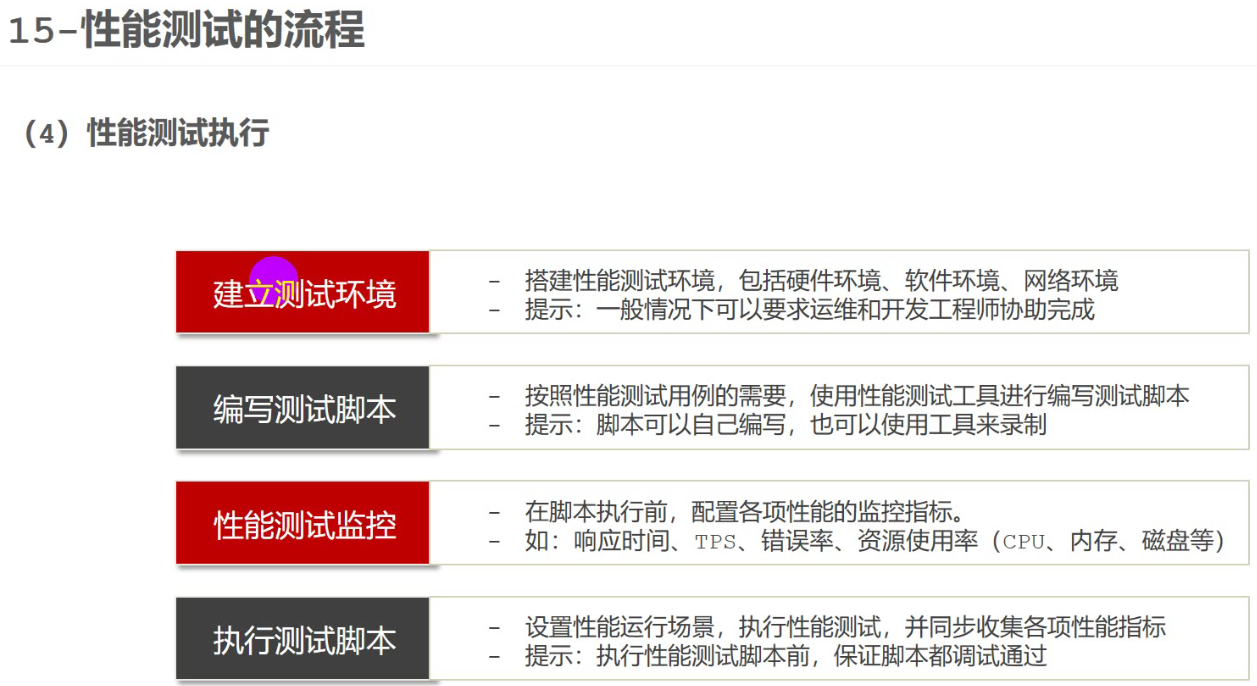 15-性能测试的流程
（4）性能测试执行
建立测试环境
- 搭建性能测试环境，包括硬件环境、软件环境、网络环境
- 提示：一般情况下可以要求运维和开发工程师协助完成
编写测试脚本
- 按照性能测试用例的需要，使用性能测试工具进行编写测试脚本
- 提示：脚本可以自己编写，也可以使用工具来录制
性能测试监控
- 在脚本执行前，配置各项性能的监控指标。
- 如：响应时间、TPS、错误率、资源使用率（CPU、内存、磁盘等）
执行测试脚本
- 设置性能运行场景，执行性能测试，并同步收集各项性能指标
- 提示：执行性能测试脚本前，保证脚本都调试通过